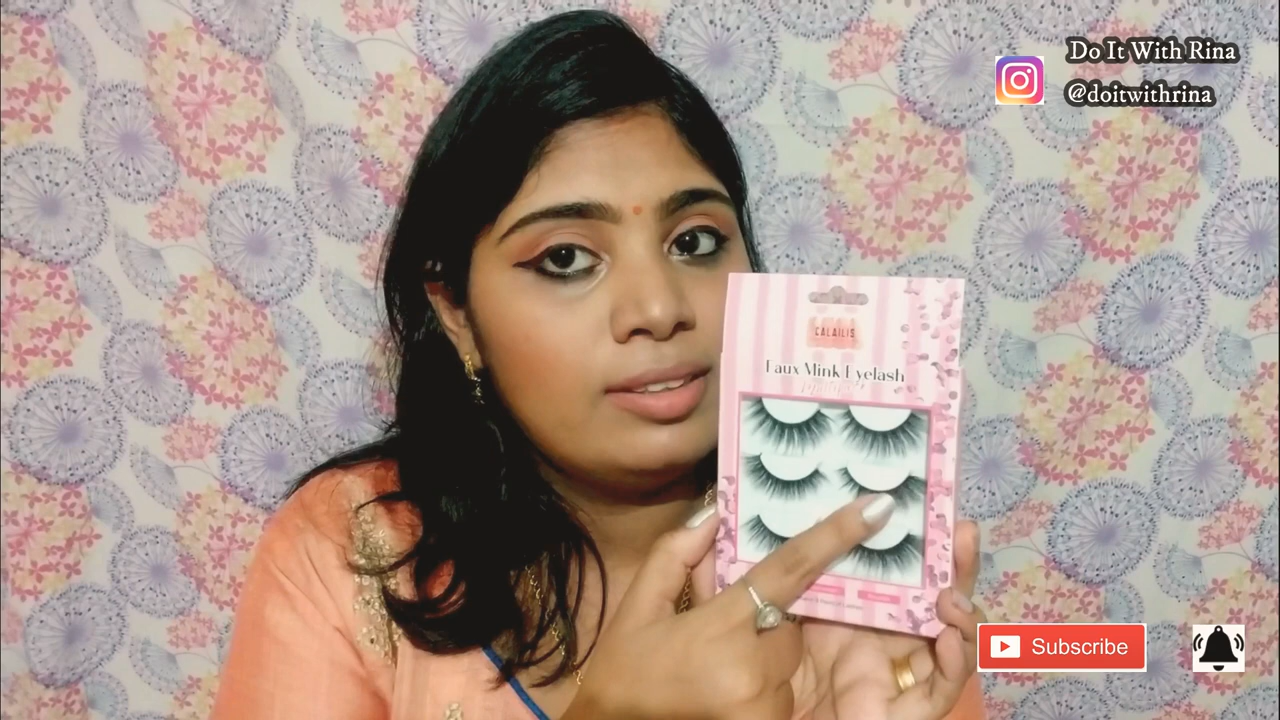 Do It With Rina
@doitwithrina
CALAILIS
Faux Mink Eyelash
Subscribe